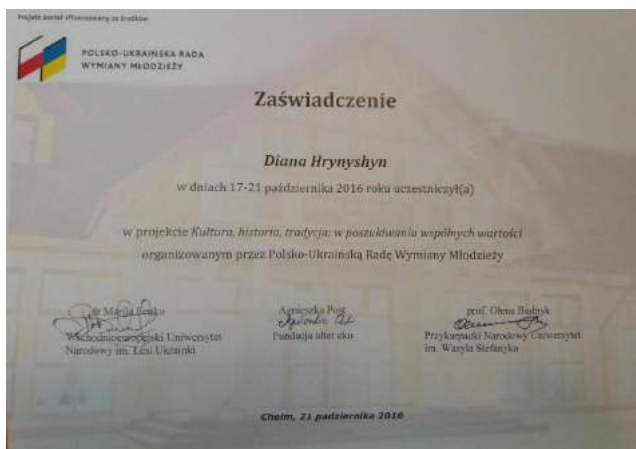 Projekt został sfinansowany ze środków
POLSKO-UKRAIŃSKA RADA
WYMIANY MŁODZIEŻY
Zaświadczenie
Diana Hrynyshyn
w dniach 17-21 października 2016 roku uczestniczył(a)
w projekcie Kultura, historia, tradycja: w poszukiwaniu wspólnych wartości
organizowanym przez Polsko-Ukraińską Radę Wymiany Młodzieży
dr Mariia
Wschodnioeuropejski Uniwersytet
Narodowy im. Łesi Ukrainki
Agnieszka Post
Fundacja alter eko
prof. Olena Budnyk
Przykarpacki Narodowy Uniwersytet
im. Wasyla Stefanyka
Chełm, 21 października 2016